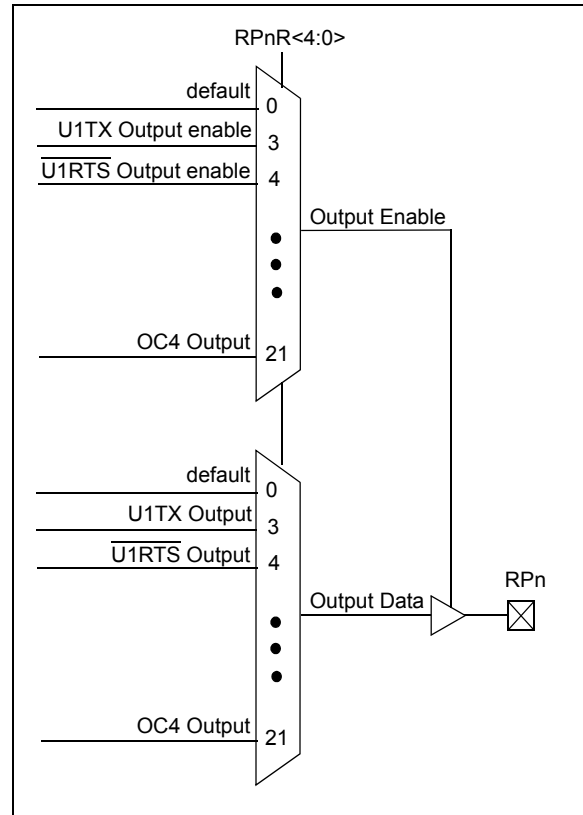 RPnR<4:0>
default
0
U1TX Output enable
3
U1RTS Output enable
4
Output Enable
OC4 Output
21
default
0
U1TX Output
3
U1RTS Output
4
RPn
Output Data
OC4 Output
21